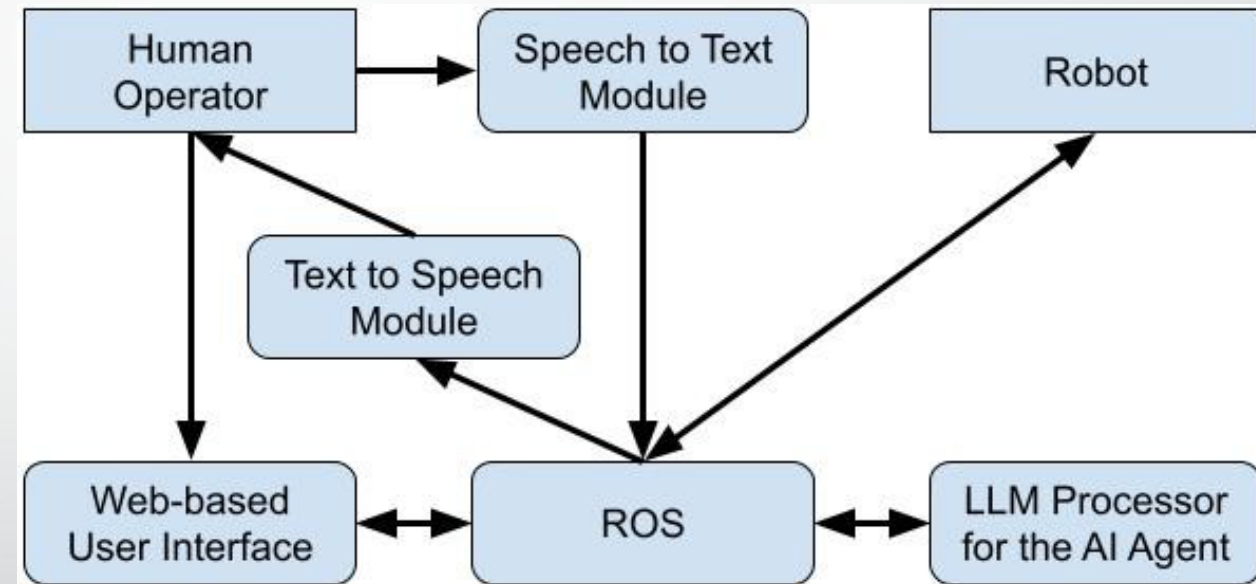 Human
Operator
Speech to Text
Module
Robot
Text to Speech
Module
Web-based
User Interface
ROS
LLM Processor
for the AI Agent